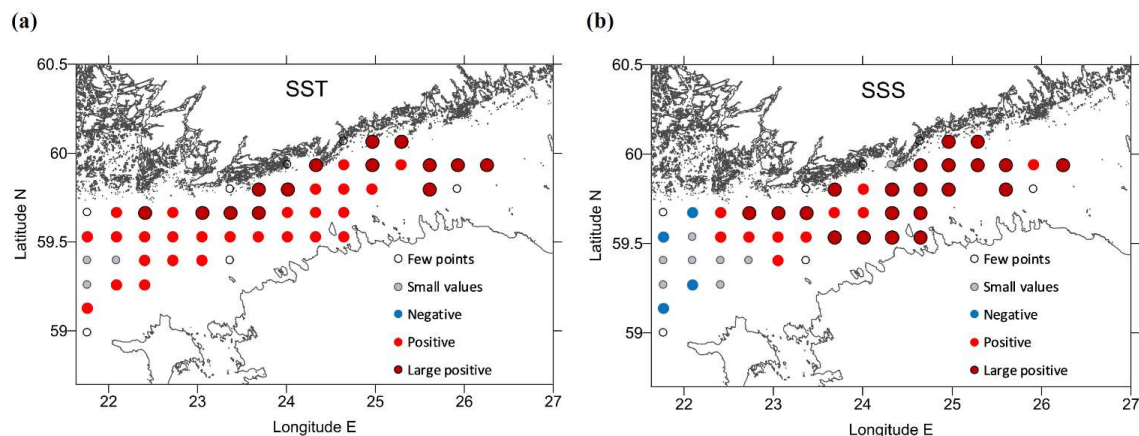 (a)
(b)
SST
60.5
60
59.5
59
Latitude N
22
23
24
25
26
27
Longitude E
Few points
Small values
Negative
Positive
Large positive
SSS
60.5
60
59.5
59
Latitude N
22
23
24
25
26
27
Longitude E
Few points
Small values
Negative
Positive
Large positive